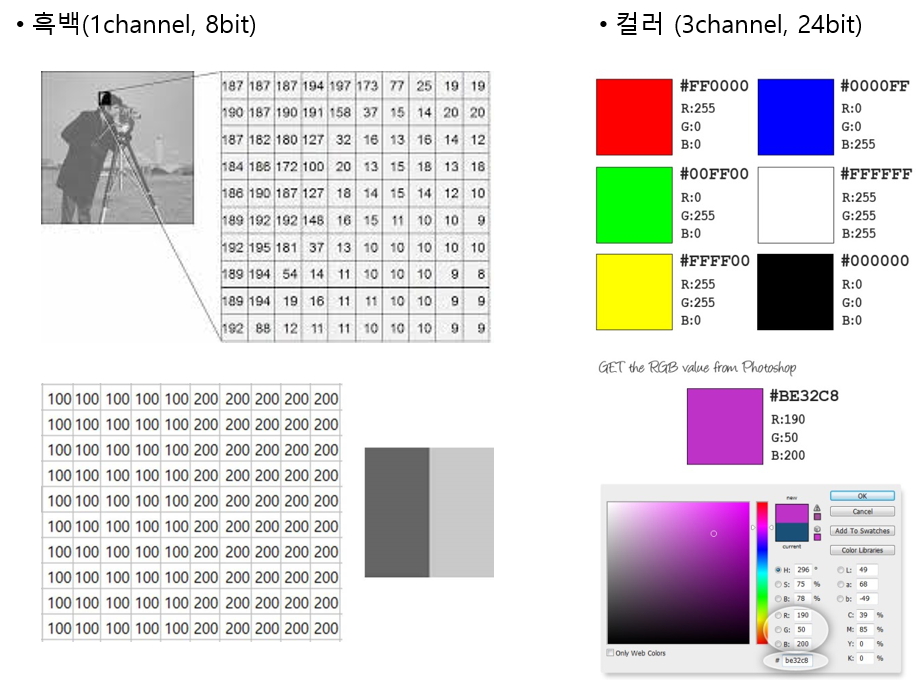 • 흑백(1channel, 8bit)
187 187 187 194 197 173 77 25 19 19
190 187 190 191 158 37 15 14 20 20
187 182 180 127 32 16 13 16 14 12
184 186 172 100 20 13 15 18 13 18
186 190 187 127 18 14 15 14 12 10
189 192 192 148 16 15 11 10 10 9
192 195 181 37 13 10 10 10 10 10
189 194 54 14 11 10 10 10 9 8
189 194 19 16 11 11 10 10 9 9
192 88 12 11 11 10 10 10 9 9
100 100 100 100 100 200 200 200 200 200
100 100 100 100 100 200 200 200 200 200
100 100 100 100 100 200 200 200 200 200
100 100 100 100 100 200 200 200 200 200
100 100 100 100 100 200 200 200 200 200
100 100 100 100 100 200 200 200 200 200
100 100 100 100 100 200 200 200 200 200
100 100 100 100 100 200 200 200 200 200
100 100 100 100 100 200 200 200 200 200
100 100 100 100 100 200 200 200 200 200
• 컬러 (3channel, 24bit)
#FF0000
R:255
G:0
B:0
#0000FF
R:0
G:0
B:255
#00FF00
R:0
G:255
B:0
#FFFFFF
R:255
G:255
B:255
#FFFF00
R:255
G:255
B:0
#000000
R:0
G:0
B:0
GET the RGB value from Photoshop
#BE32C8
R:190
G:50
B:200
new
current
OK
Cancel
Add To Swatches
Color Libraries
H: 296 °
S: 75 %
B: 78 %
R: 190
G: 50
B: 200
# be32c8
L: 49
a: 68
b: -49
C: 39 %
M: 85 %
Y: 0 %
K: 0 %
Only Web Colors